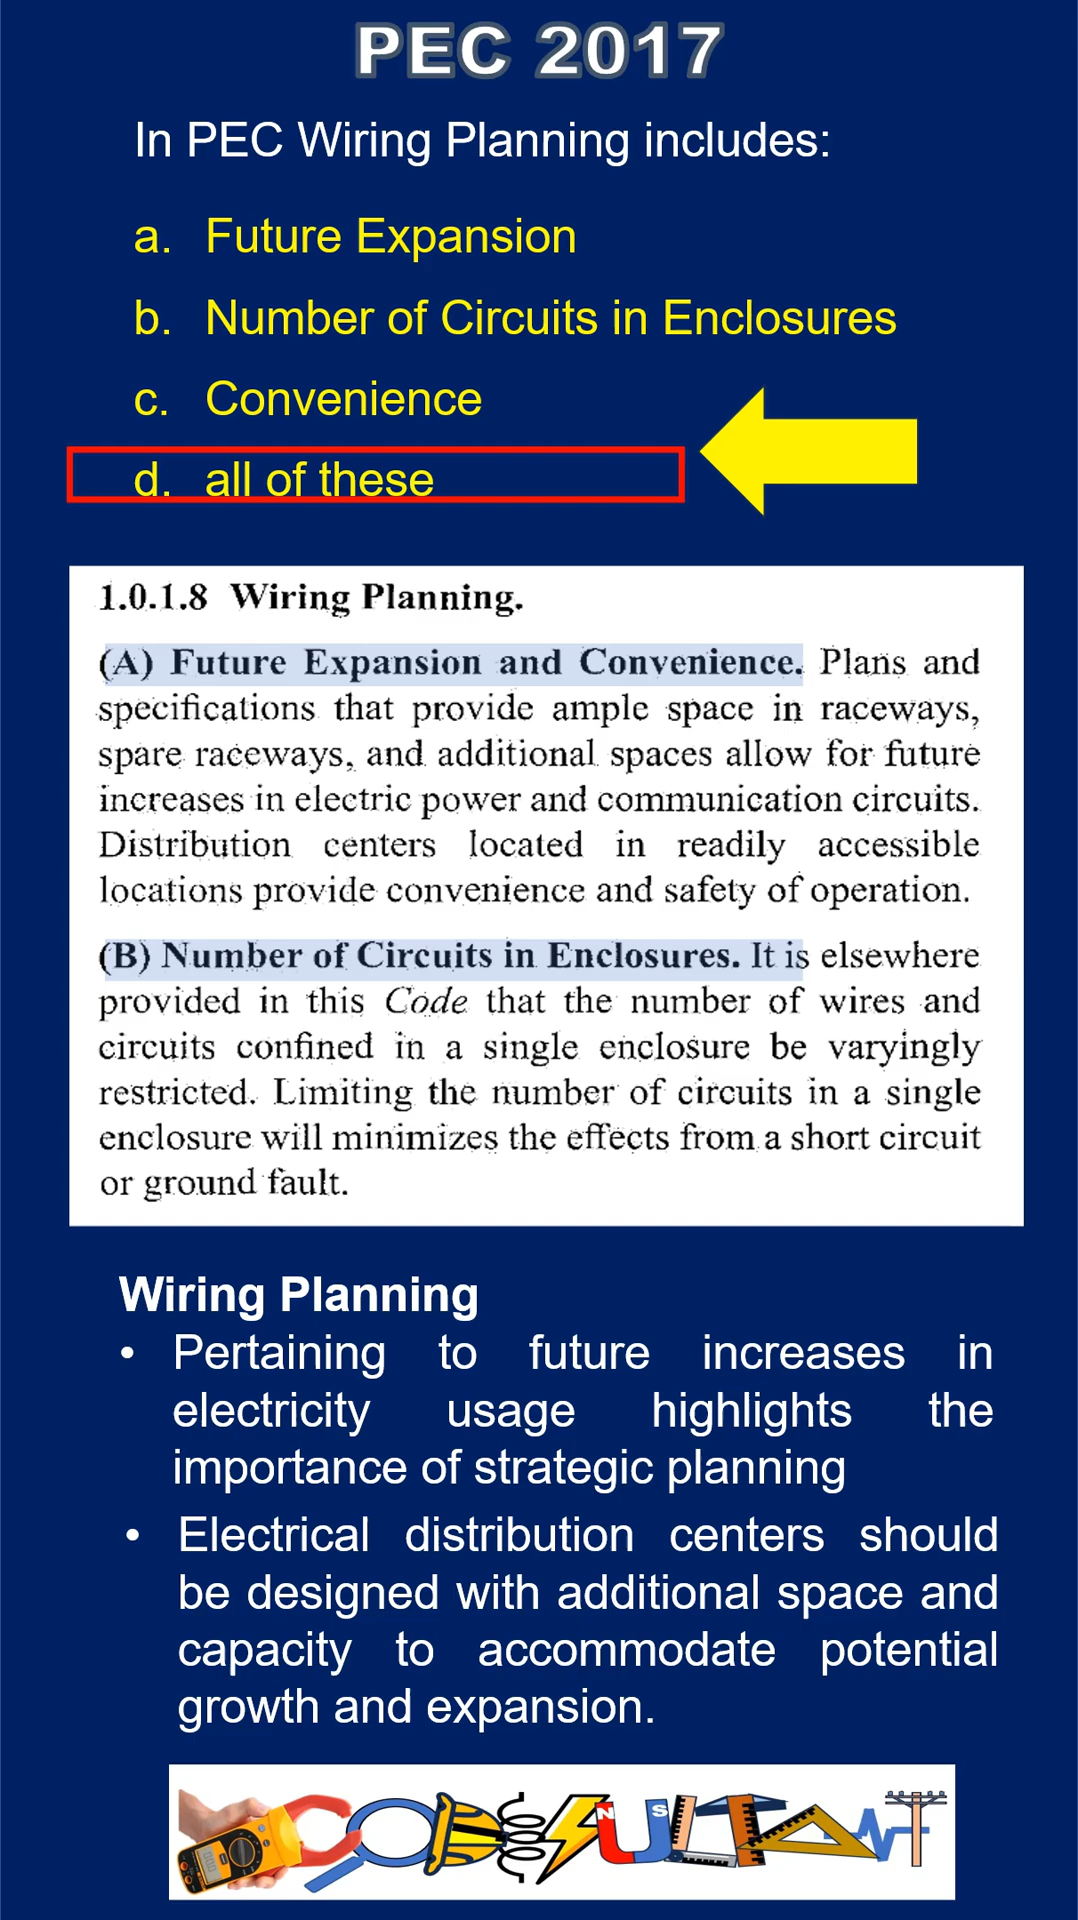 PEC 2017
In PEC Wiring Planning includes:
a. Future Expansion
b. Number of Circuits in Enclosures
c. Convenience
d. all of these
1.0.1.8 Wiring Planning.
(A) Future Expansion and Convenience. Plans and
specifications that provide ample space in raceways,
spare raceways, and additional spaces allow for future
increases in electric power and communication circuits.
Distribution centers located in readily accessible
locations provide convenience and safety of operation.
(B) Number of Circuits in Enclosures. It is elsewhere
provided in this Code that the number of wires and
circuits confined in a single enclosure be varyingly
restricted. Limiting the number of circuits in a single
enclosure will minimizes the effects from a short circuit
or ground fault.
Wiring Planning
• Pertaining to future increases in
electricity usage highlights the
importance of strategic planning
• Electrical distribution centers should
be designed with additional space and
capacity to accommodate potential
growth and expansion.
CONSULTANT
N S